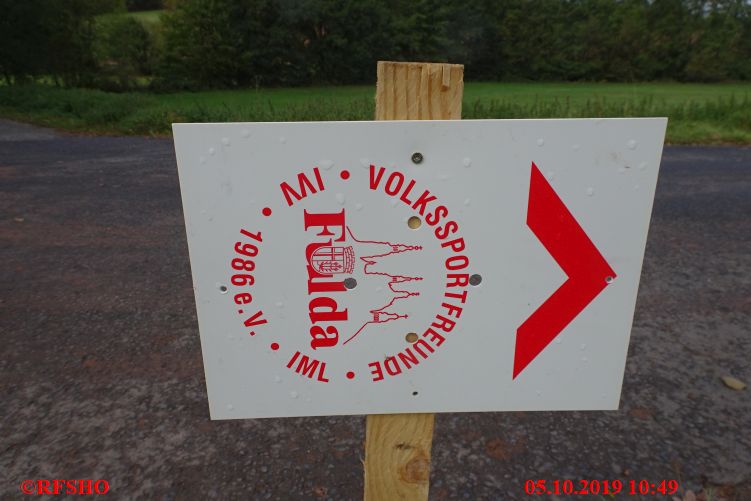 IVV • VOLKSSPORTFREUNDE • IML • 1986 e.V. •
Fulda
©RFSHO
05.10.2019 10:49